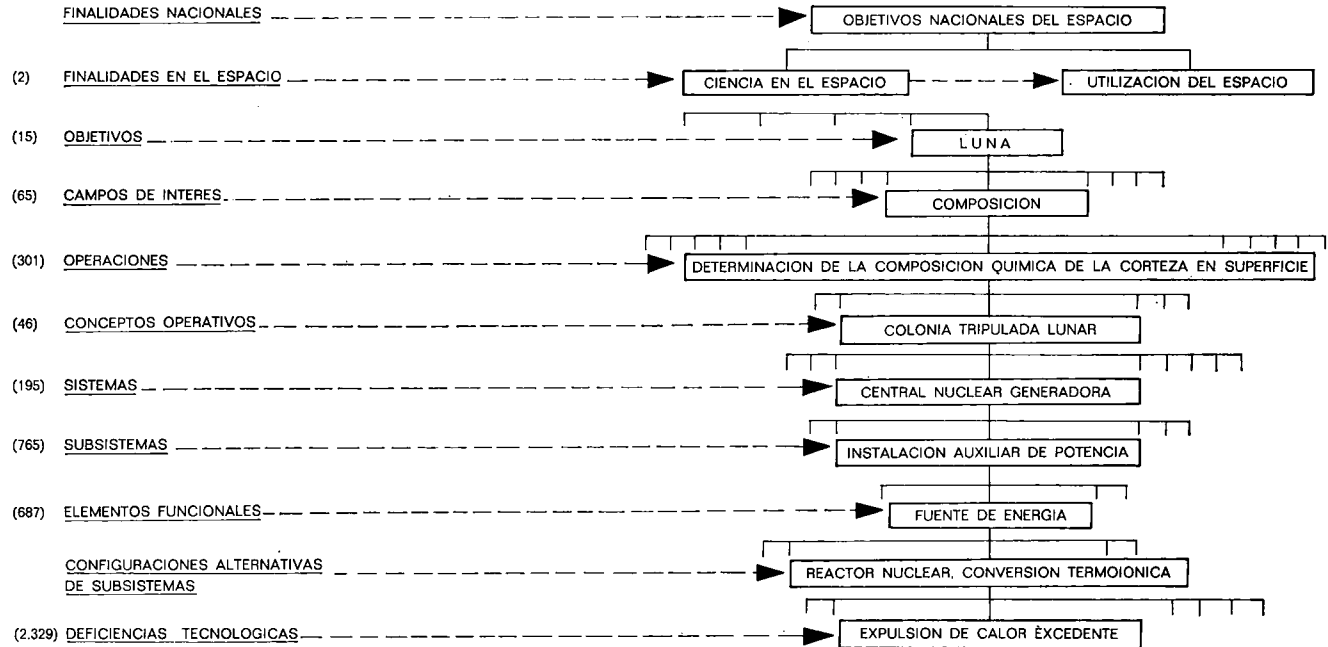 FINALIDADES NACIONALES
OBJETIVOS NACIONALES DEL ESPACIO
(2) FINALIDADES EN EL ESPACIO
CIENCIA EN EL ESPACIO
UTILIZACION DEL ESPACIO
(15) OBJETIVOS
LUNA
(65) CAMPOS DE INTERES
COMPOSICION
(301) OPERACIONES
DETERMINACION DE LA COMPOSICION QUIMICA DE LA CORTEZA EN SUPERFICIE
(46) CONCEPTOS OPERATIVOS
COLONIA TRIPULADA LUNAR
(195) SISTEMAS
CENTRAL NUCLEAR GENERADORA
(765) SUBSISTEMAS
INSTALACION AUXILIAR DE POTENCIA
(687) ELEMENTOS FUNCIONALES
FUENTE DE ENERGIA
CONFIGURACIONES ALTERNATIVAS
DE SUBSISTEMAS
REACTOR NUCLEAR, CONVERSION TERMOIONICA
(2.329) DEFICIENCIAS TECNOLOGICAS
EXPULSION DE CALOR EXCEDENTE